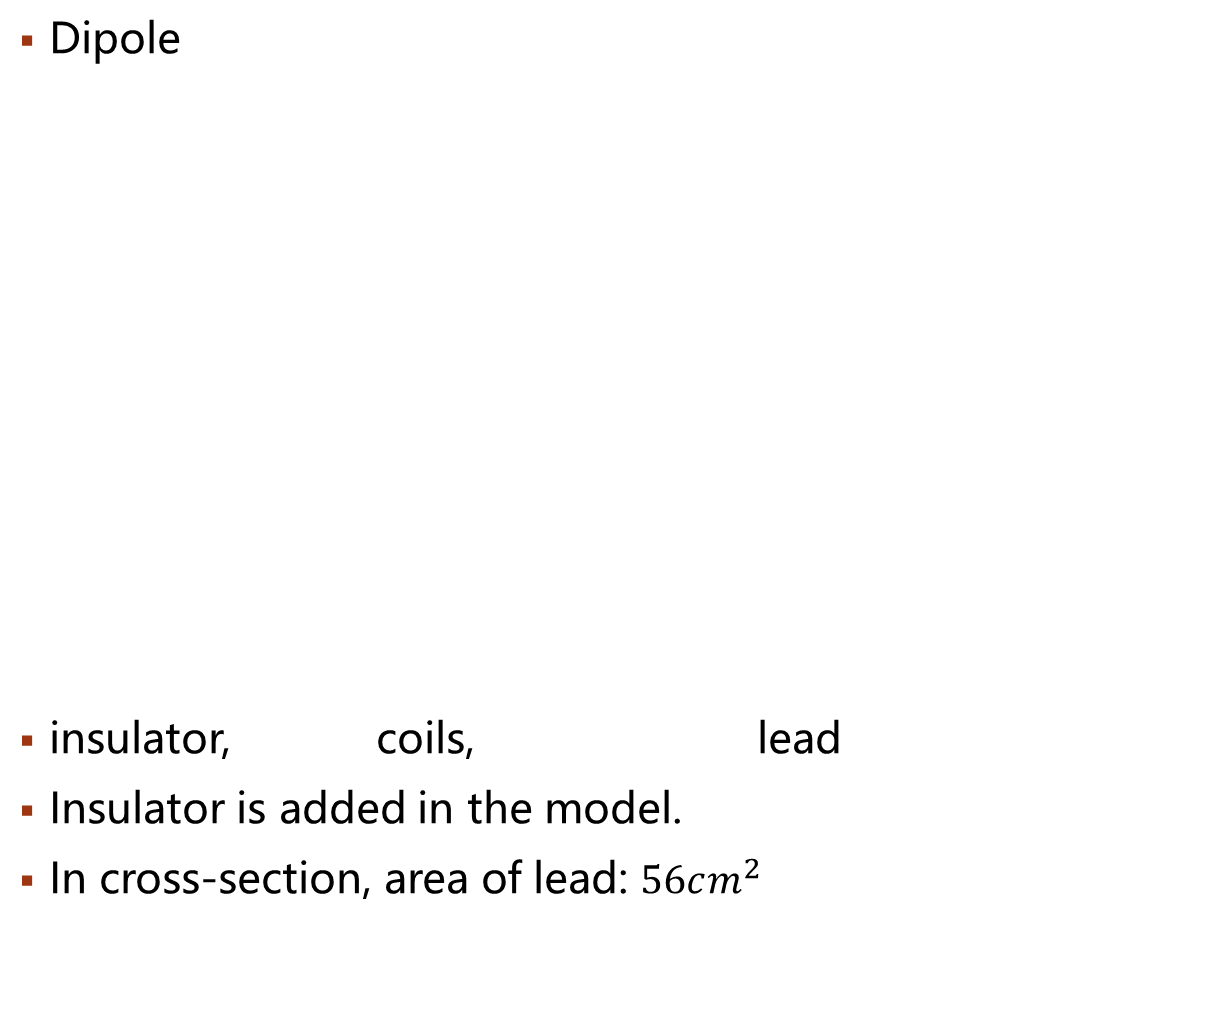 ▪ Dipole
▪ insulator, coils, lead
▪ Insulator is added in the model.
▪ In cross-section, area of lead: 56cm²